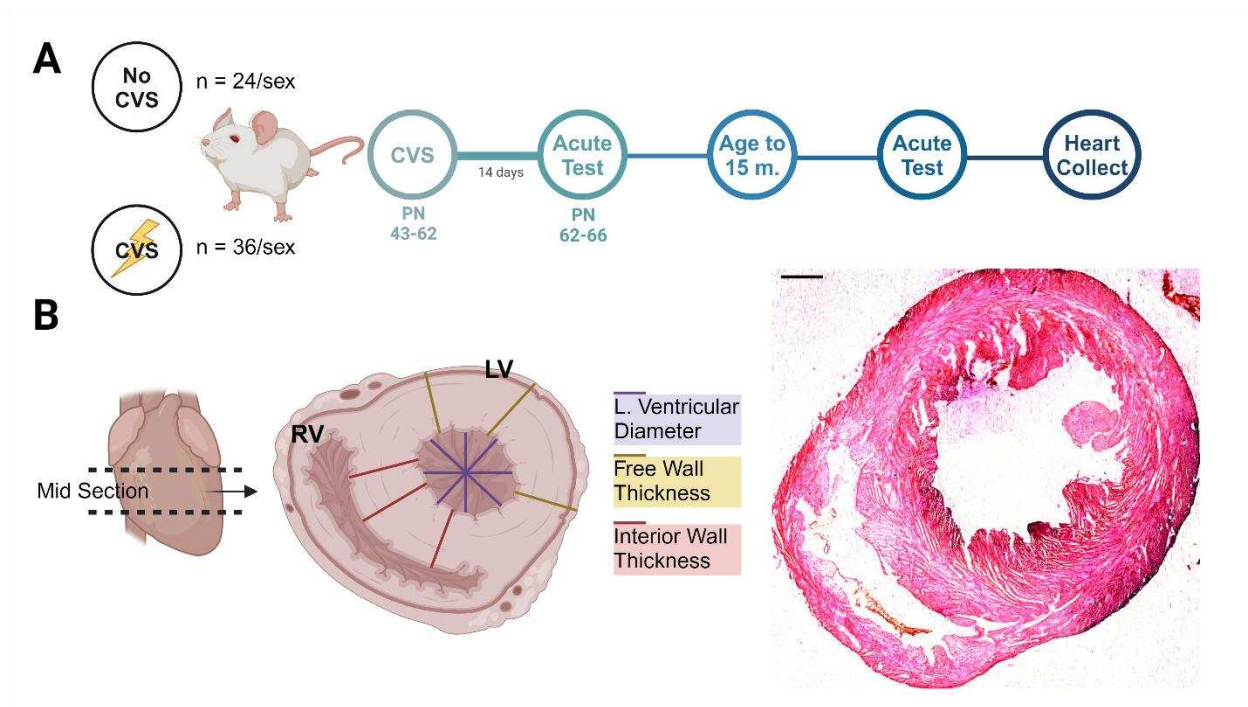 A
No
CVS
n = 24/sex
CVS
n = 36/sex
CVS
14 days
Acute
Test
Age to
15 m.
Acute
Test
Heart
Collect
PN
43-62
PN
62-66
B
Mid Section
RV
LV
L. Ventricular
Diameter
Free Wall
Thickness
Interior Wall
Thickness